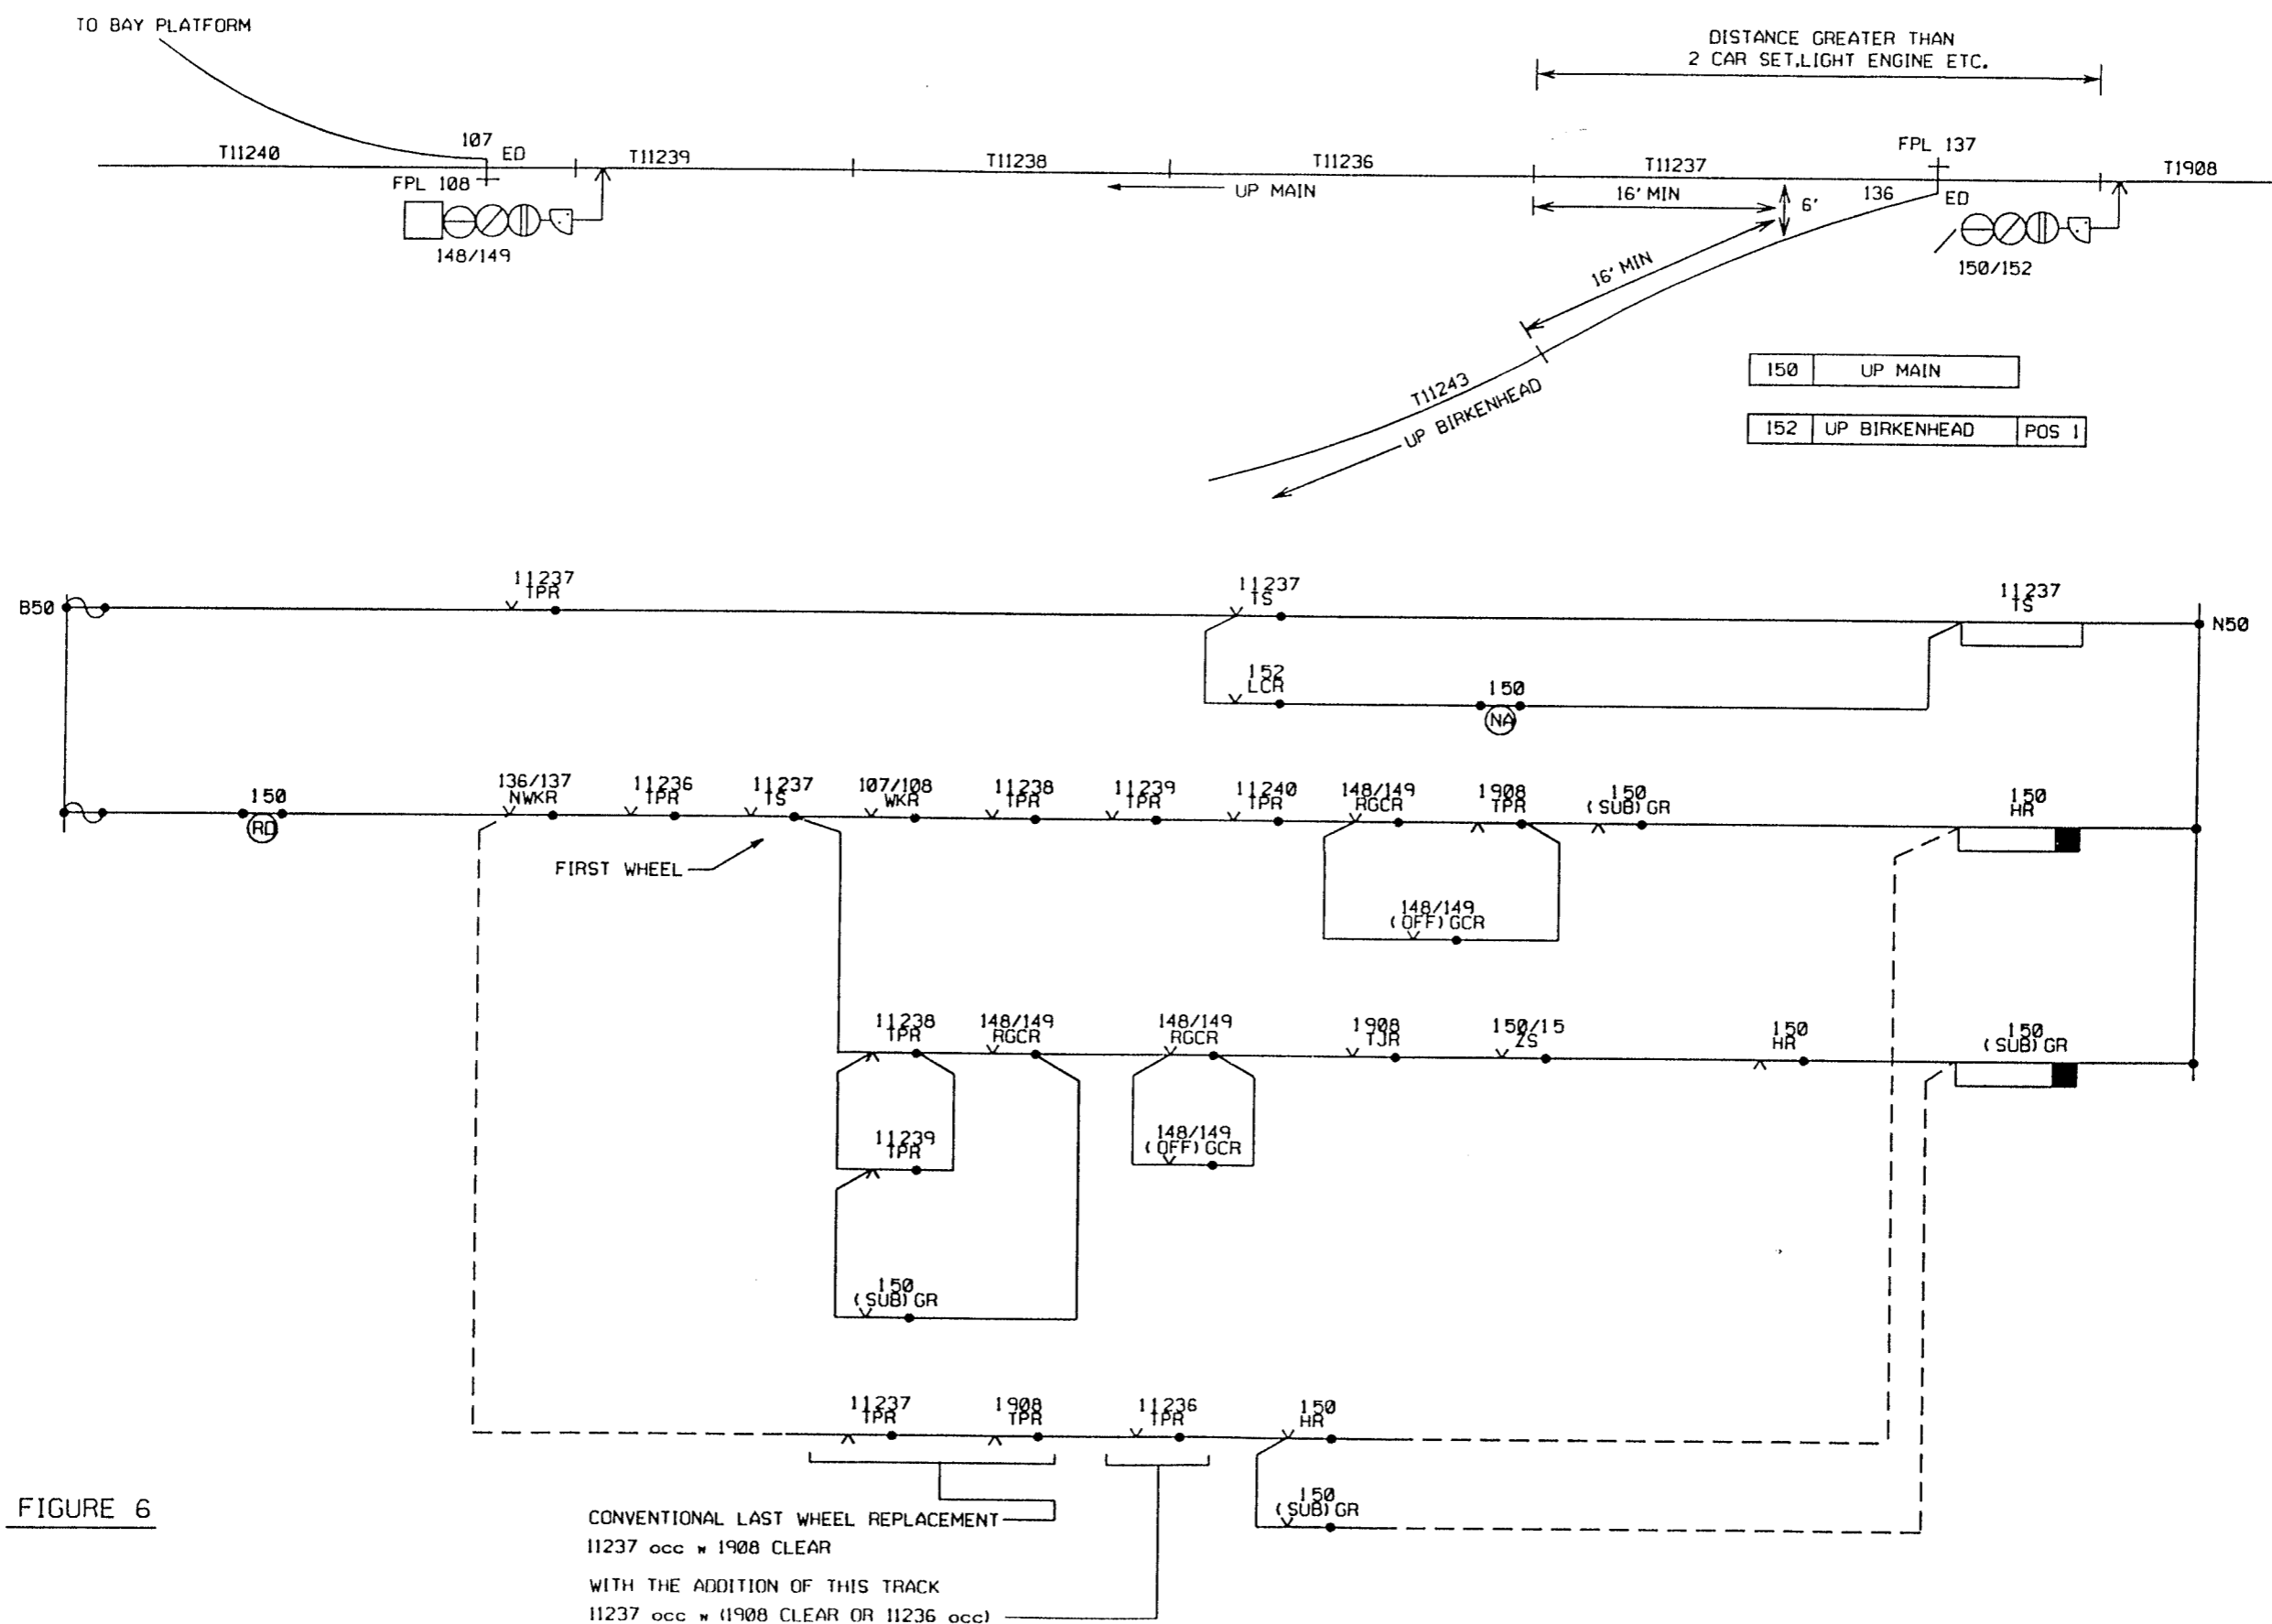 TO BAY PLATFORM
DISTANCE GREATER THAN
2 CAR SET,LIGHT ENGINE ETC.
T11240
107
ED
T11239
T11238
T11236
T11237
FPL 137
T1908
FPL 108
UP MAIN
16' MIN
6'
136
ED
148/149
150/152
16' MIN
T11243
UP BIRKENHEAD
150 UP MAIN
152 UP BIRKENHEAD POS 1
B50
11237
TPR
11237
TS
11237
TS
N50
152
LCR
150
NA
150
RD
136/137
NWKR
11236
TPR
11237
TS
107/108
WKR
11238
TPR
11239
TPR
11240
TPR
148/149
RGCR
1908
TPR
150
(SUB) GR
150
HR
FIRST WHEEL
148/149
(OFF) GCR
11238
TPR
148/149
RGCR
148/149
RGCR
1908
TJR
150/15
ZS
150
HR
150
(SUB) GR
11239
TPR
148/149
(OFF) GCR
150
(SUB) GR
11237
TPR
1908
TPR
11236
TPR
150
HR
150
(SUB) GR
FIGURE 6
CONVENTIONAL LAST WHEEL REPLACEMENT
11237 occ w 1908 CLEAR
WITH THE ADDITION OF THIS TRACK
11237 occ w (1908 CLEAR OR 11236 occ)